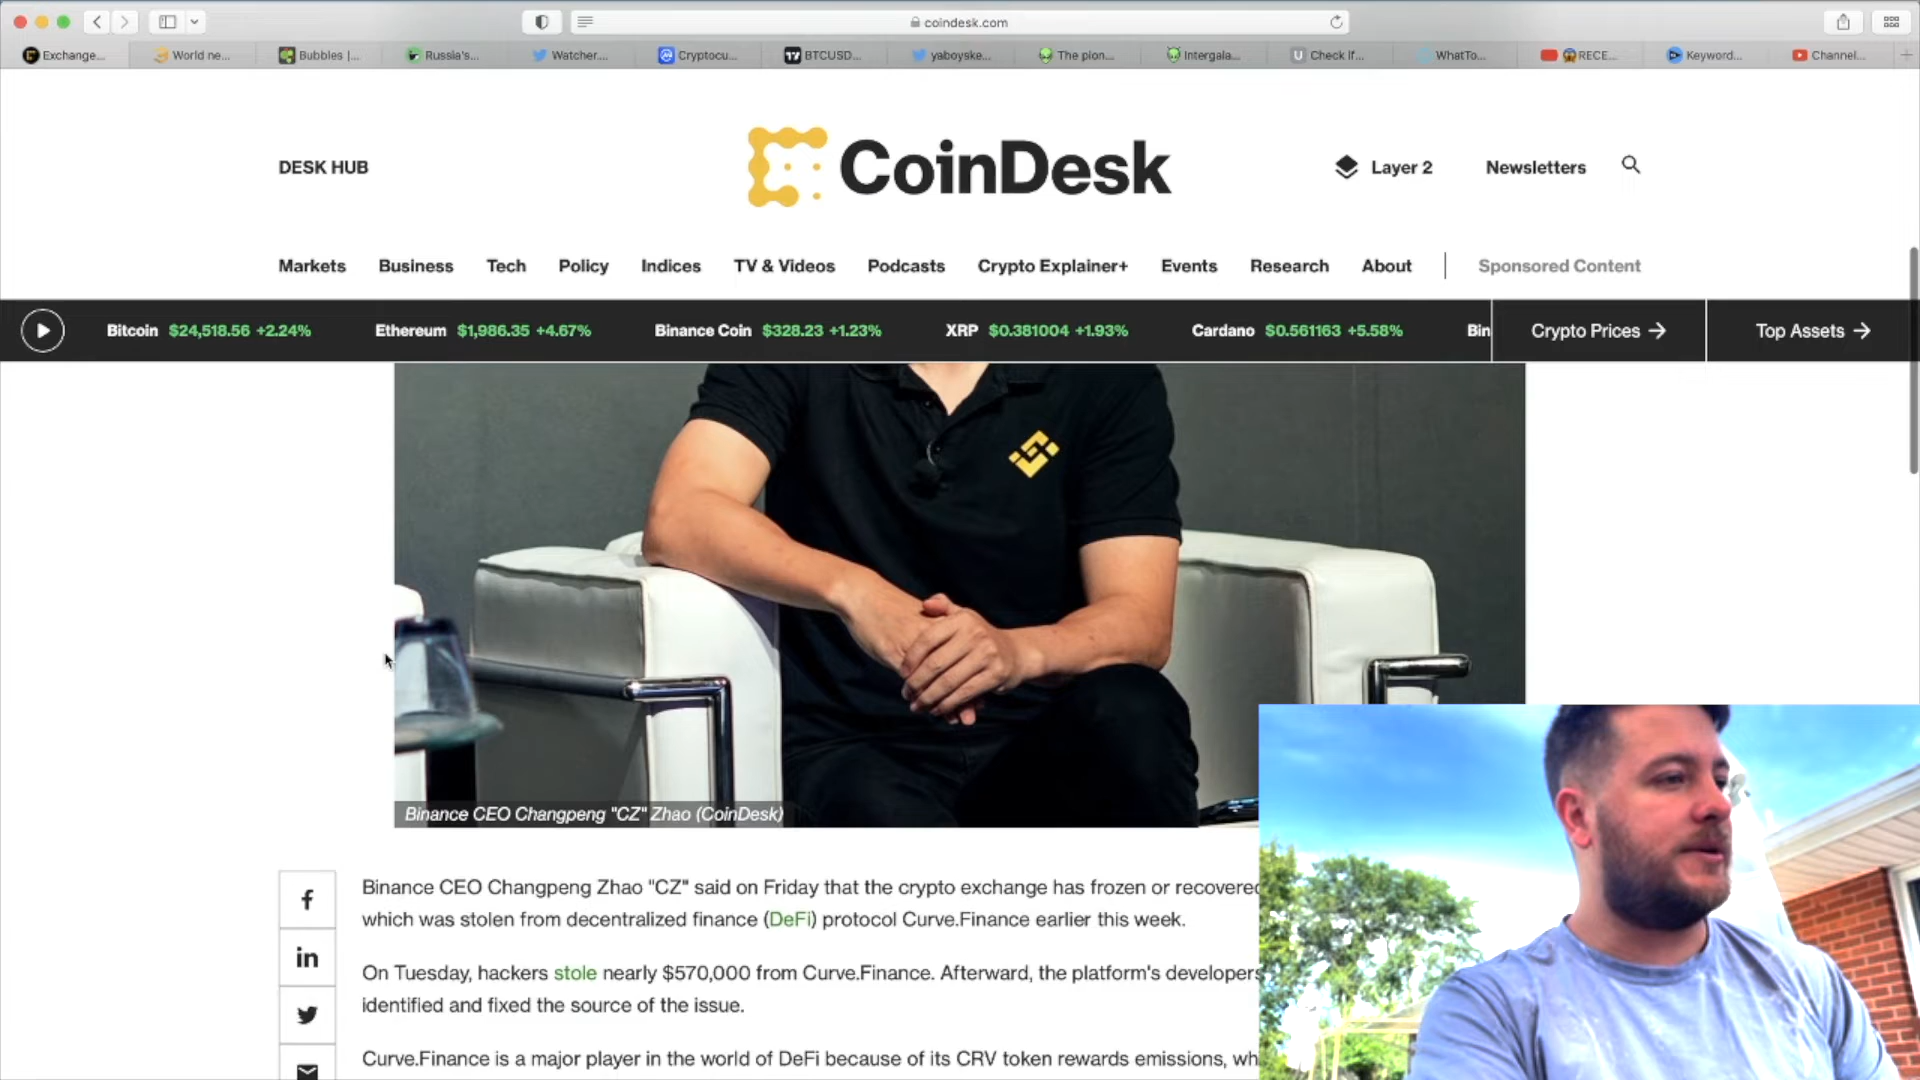 coindesk.com
Exchange...
World ne...
Bubbles |...
Russia's...
Watcher....
Cryptocu...
BTCUSD...
yaboyske...
The pion...
Intergala...
Check if...
WhatTo...
RECE...
Keyword...
Channel...
DESK HUB
CoinDesk
Layer 2
Newsletters
Markets Business Tech Policy Indices TV & Videos Podcasts Crypto Explainer+ Events Research About | Sponsored Content
Bitcoin $24,518.56 +2.24% Ethereum $1,986.35 +4.67% Binance Coin $328.23 +1.23% XRP $0.381004 +1.93% Cardano $0.561163 +5.58% Bin Crypto Prices → Top Assets →
Binance CEO Changpeng "CZ" Zhao (CoinDesk)
Binance CEO Changpeng Zhao "CZ" said on Friday that the crypto exchange has frozen or recovered
which was stolen from decentralized finance (DeFi) protocol Curve.Finance earlier this week.
On Tuesday, hackers stole nearly $570,000 from Curve.Finance. Afterward, the platform's developers
identified and fixed the source of the issue.
Curve.Finance is a major player in the world of DeFi because of its CRV token rewards emissions, wh